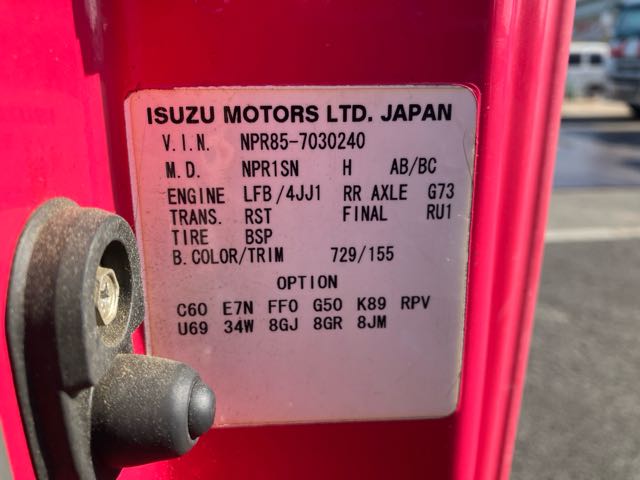 ISUZU MOTORS LTD. JAPAN
V.I.N. NPR85-7030240
M.D. NPR1SN H AB/BC
ENGINE LFB/4JJ1 RR AXLE G73
TRANS. RST FINAL RU1
TIRE BSP
B.COLOR/TRIM 729/155
OPTION
C60 E7N FF0 G50 K89 RPV
U69 34W 8GJ 8GR 8JM